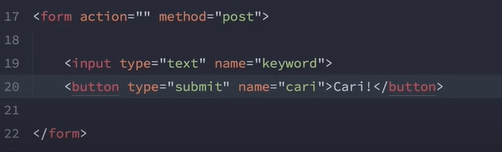 17 <form action="" method="post">
18
19 <input type="text" name="keyword">
20 <button type="submit" name="cari">Cari!</button>
21
22 </form>